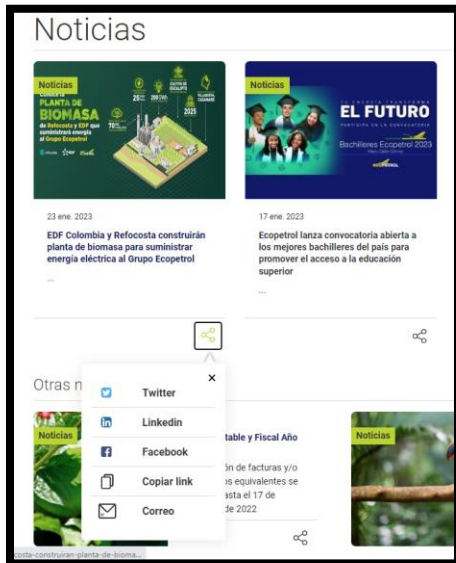 Noticias
Noticias
PLANTA DE
BIOMASA
de Refocosta y EDF que
suministrará energía
al Grupo Ecopetrol
2025
Noticias
EL FUTURO
Bachilleres Ecopetrol 2023
ecopetrol
23 ene. 2023
EDF Colombia y Refocosta construirán
planta de biomasa para suministrar
energía eléctrica al Grupo Ecopetrol
...
17 ene. 2023
Ecopetrol lanza convocatoria abierta a
los mejores bachilleres del país para
promover el acceso a la educación
superior
...
Otras n
×
Twitter
Linkedin
Facebook
Copiar link
Correo
Noticias
table y Fiscal Año
ón de facturas y/o
os equivalentes se
asta el 17 de
de 2022
Noticias
costa-construiran-planta-de-bioma...